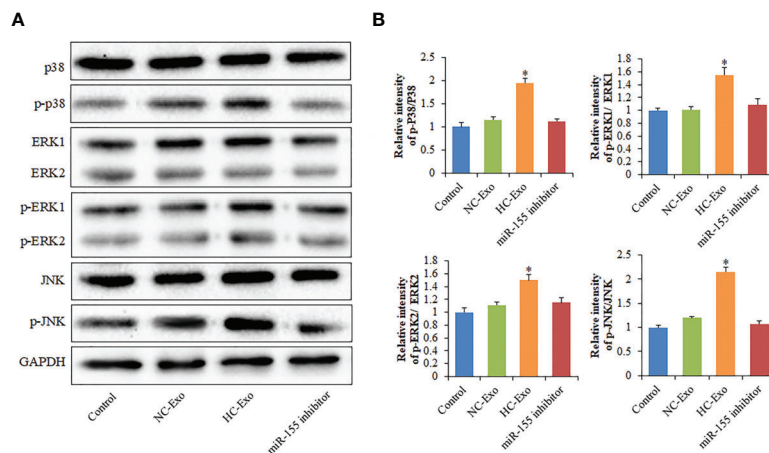 A
p38
p-p38
ERK1
ERK2
p-ERK1
p-ERK2
JNK
p-JNK
GAPDH
Control
NC-Exo
HC-Exo
miR-155 inhibitor
B
Relative intensity
of p-P38/P38
2.5
2
1.5
1
0.5
0
*
Control
NC-Exo
HC-Exo
miR-155 inhibitor
Relative intensity
of p-ERK1/ ERK1
1.8
1.6
1.4
1.2
1
0.8
0.6
0.4
0.2
0
*
Control
NC-Exo
HC-Exo
miR-155 inhibitor
Relative intensity
of p-ERK2/ ERK2
1.8
1.6
1.4
1.2
1
0.8
0.6
0.4
0.2
0
*
Control
NC-Exo
HC-Exo
miR-155 inhibitor
Relative intensity
of p-JNK/JNK
2.5
2
1.5
1
0.5
0
*
Control
NC-Exo
HC-Exo
miR-155 inhibitor